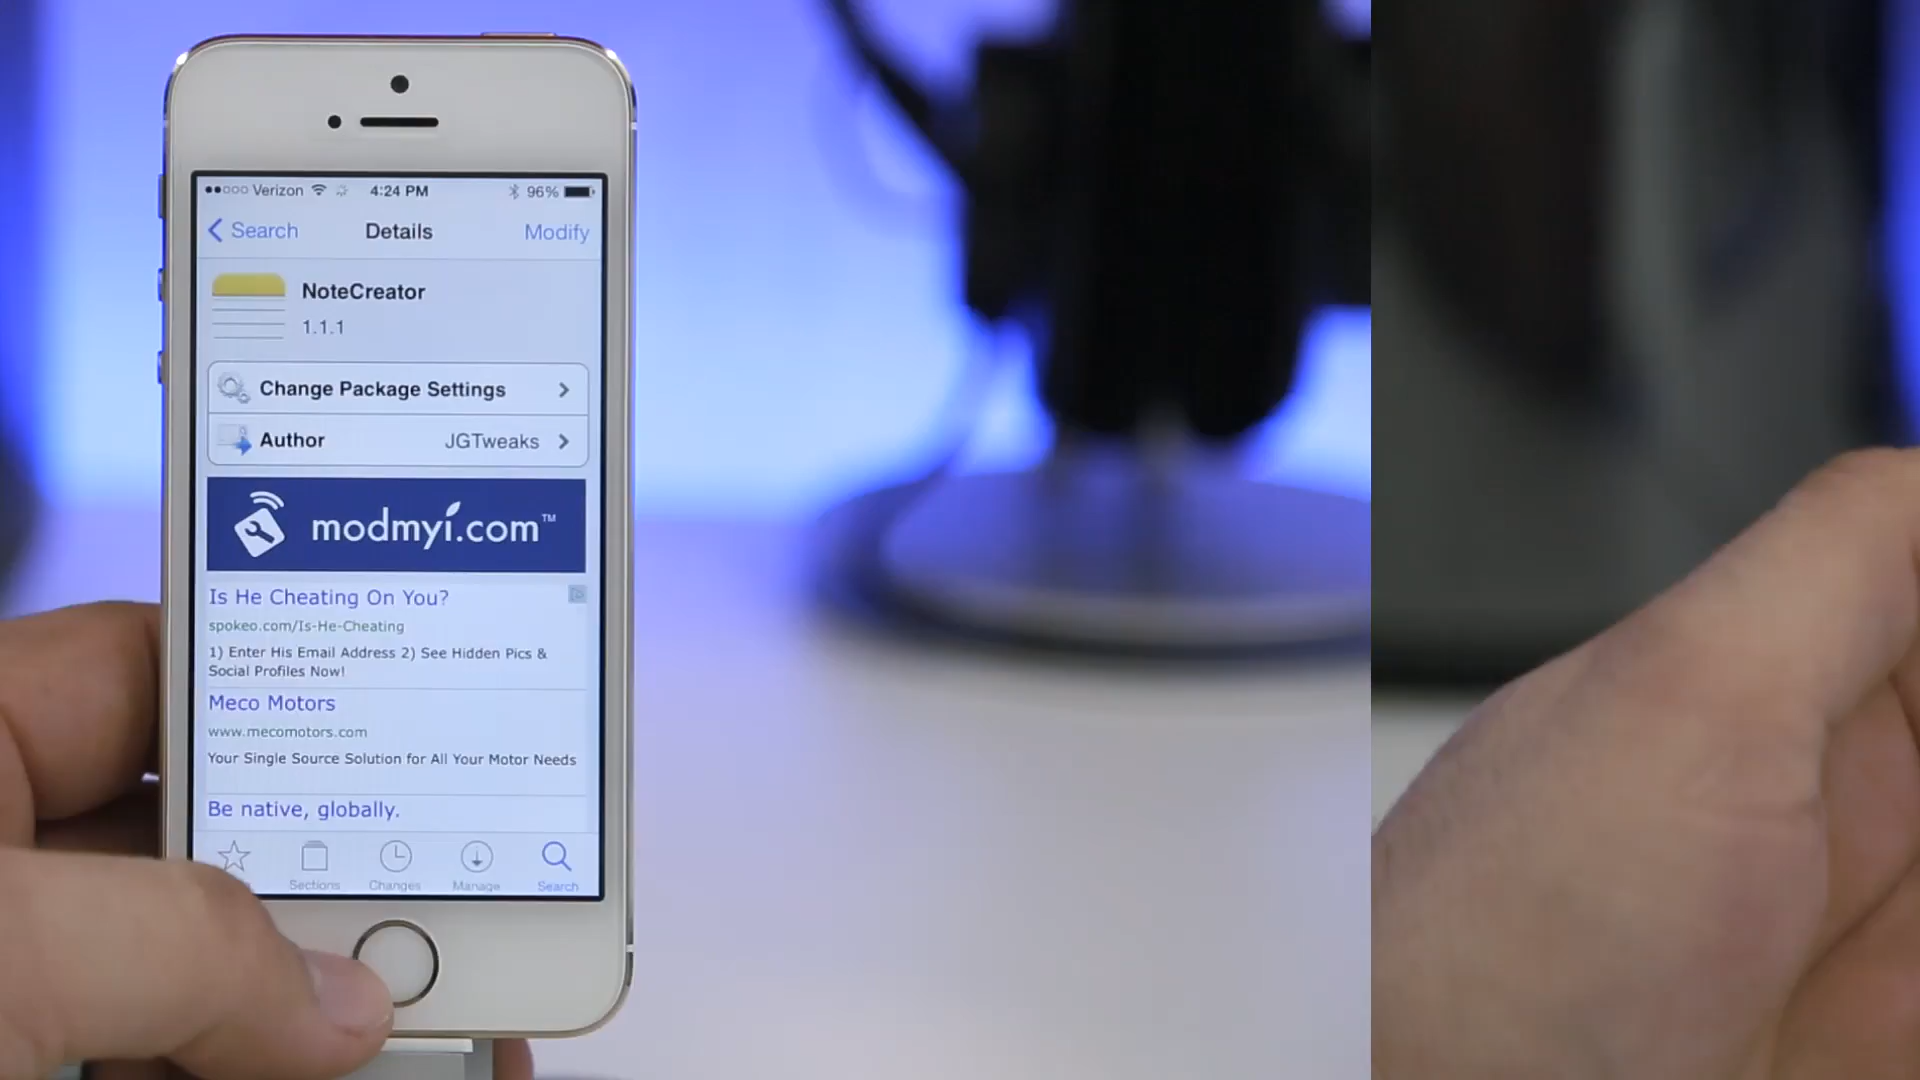 Verizon 4:24 PM 96%
Search Details Modify
NoteCreator
1.1.1
Change Package Settings
Author JGTweaks
modmyi.com™
Is He Cheating On You?
spokeo.com/Is-He-Cheating
1) Enter His Email Address 2) See Hidden Pics &
Social Profiles Now!
Meco Motors
www.mecomotors.com
Your Single Source Solution for All Your Motor Needs
Be native, globally.
Sections Changes Manage Search